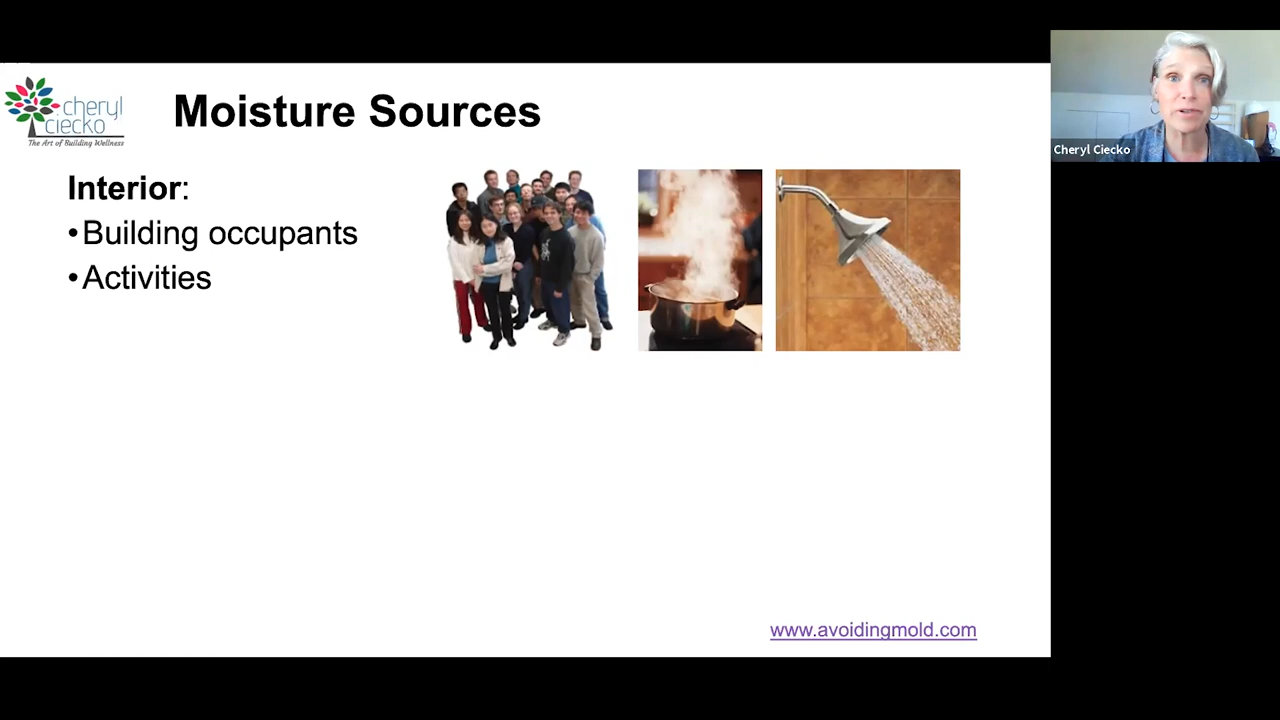 cheryl
ciecko
The Art of Building Wellness
Moisture Sources
Interior:
•Building occupants
•Activities
www.avoidingmold.com
Cheryl Ciecko